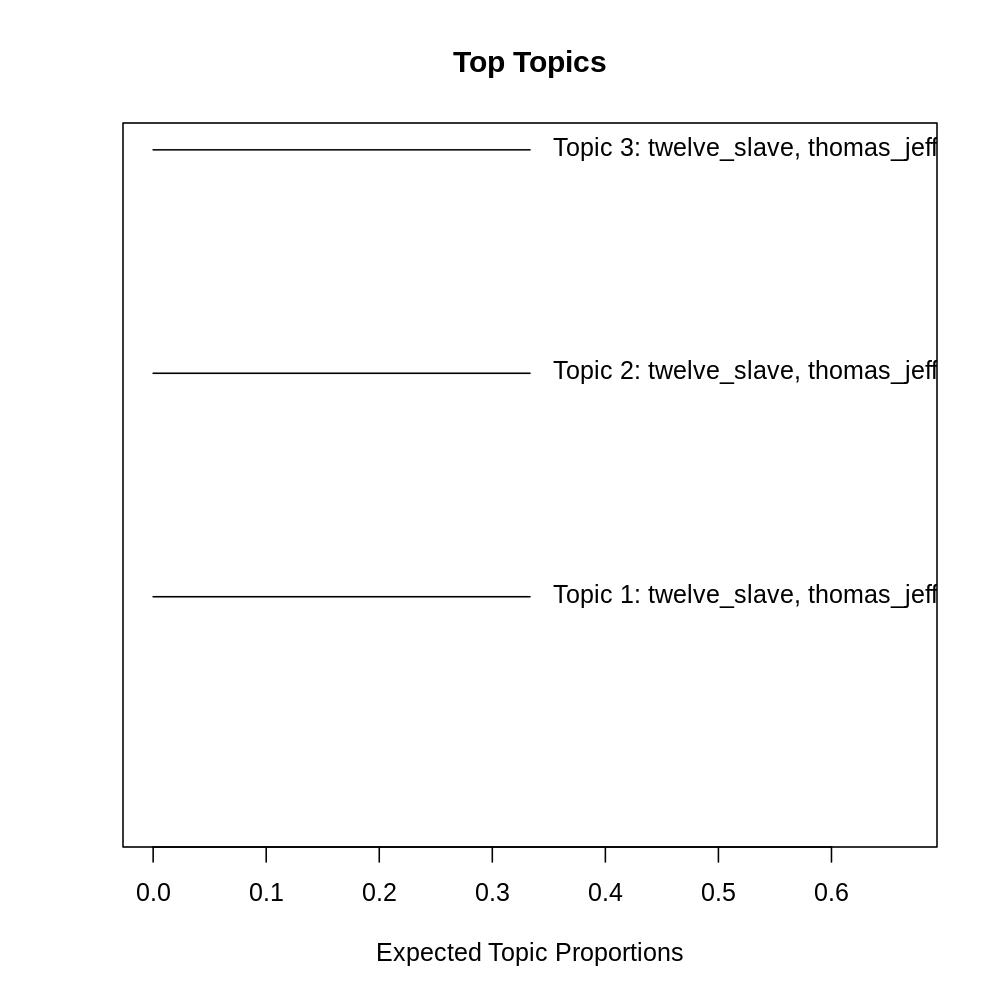 Top Topics
Topic 3: twelve_slave, thomas_jeff
Topic 2: twelve_slave, thomas_jeff
Topic 1: twelve_slave, thomas_jeff
0.0 0.1 0.2 0.3 0.4 0.5 0.6
Expected Topic Proportions